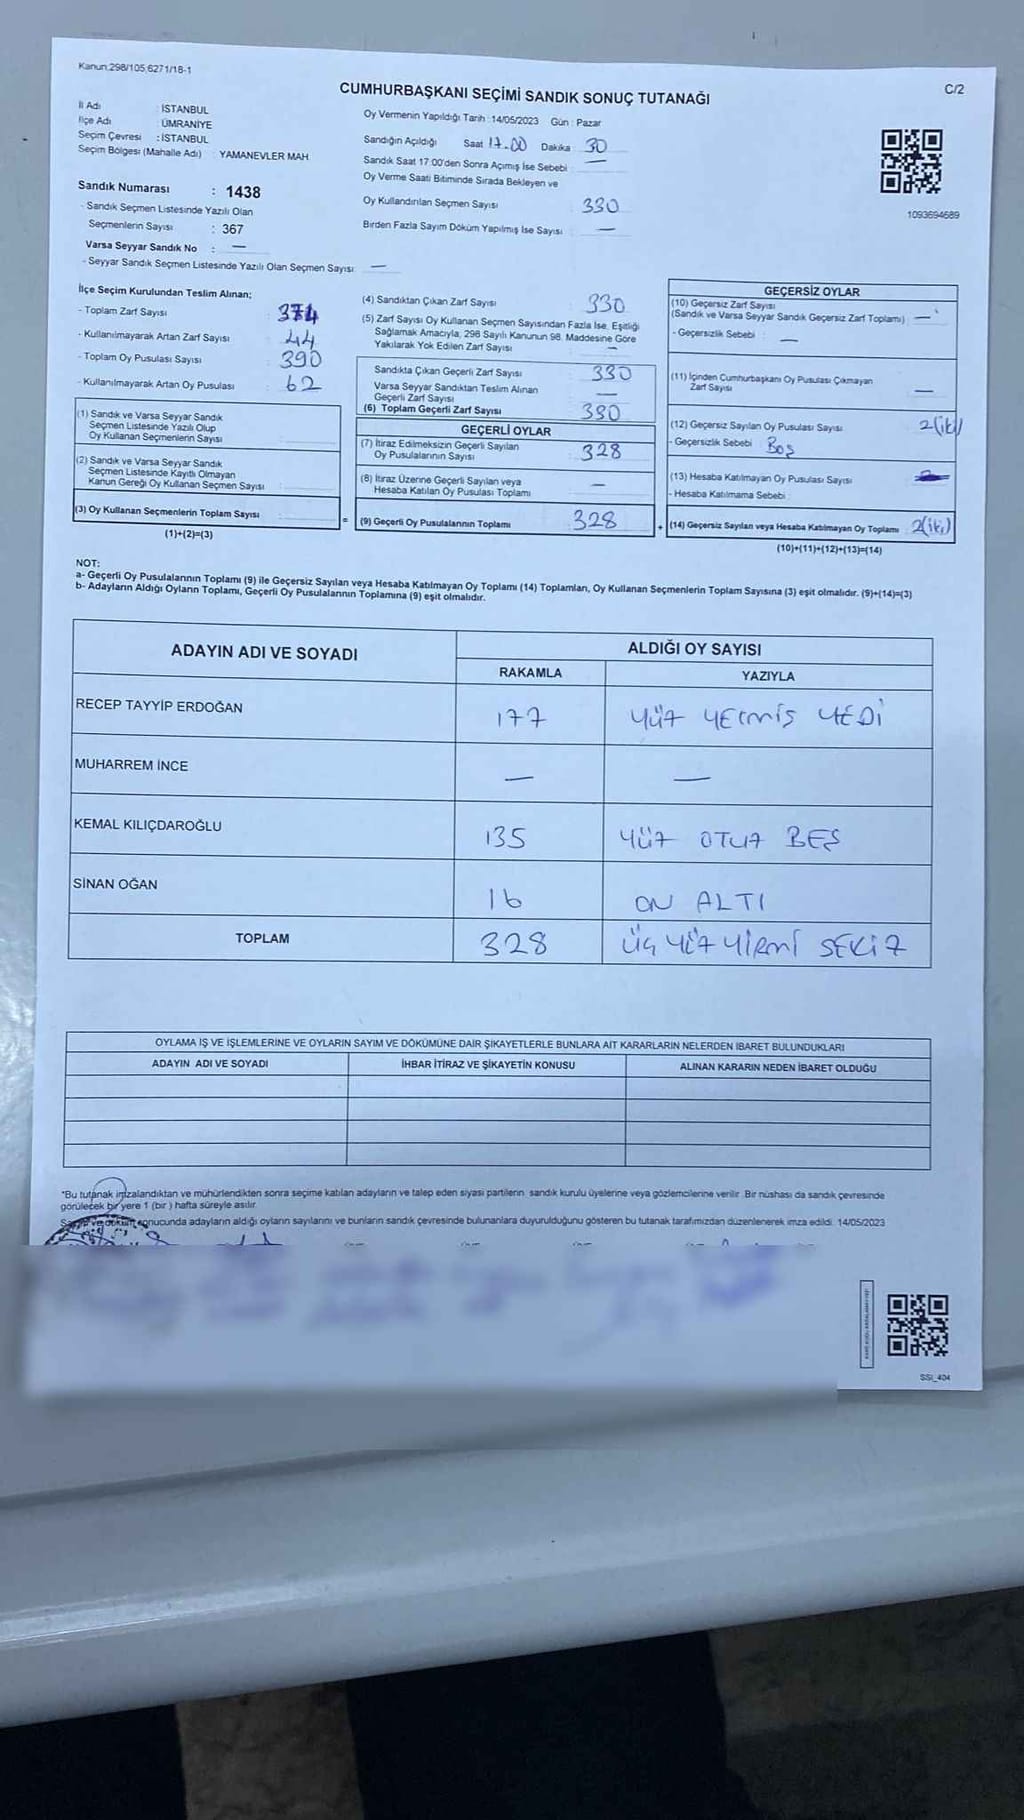 Kanun.298/105,6271/18-1
C/2
CUMHURBAŞKANI SEÇİMİ SANDIK SONUÇ TUTANAĞI
İl Adı : İSTANBUL
İlçe Adı : ÜMRANİYE
Seçim Çevresi : İSTANBUL
Seçim Bölgesi (Mahalle Adı) : YAMANEVLER MAH
Sandık Numarası : 1438
- Sandık Seçmen Listesinde Yazılı Olan
Seçmenlerin Sayısı : 367
Varsa Seyyar Sandık No : —
- Seyyar Sandık Seçmen Listesinde Yazılı Olan Seçmen Sayısı: —
Oy Vermenin Yapıldığı Tarih : 14/05/2023 Gün : Pazar
Sandığın Açıldığı Saat 17.00 Dakika 30
Sandık Saat 17:00'den Sonra Açımış İse Sebebi : —
Oy Verme Saati Bitiminde Sırada Bekleyen ve
Oy Kullandırılan Seçmen Sayısı 330
Birden Fazla Sayım Döküm Yapılmış İse Sayısı : —
1093694689
İlçe Seçim Kurulundan Teslim Alınan;
- Toplam Zarf Sayısı : 374
- Kullanılmayarak Artan Zarf Sayısı : 44
- Toplam Oy Pusulası Sayısı : 390
- Kullanılmayarak Artan Oy Pusulası : 62
(1) Sandık ve Varsa Seyyar Sandık
Seçmen Listesinde Yazılı Olup
Oy Kullanan Seçmenlerin Sayısı :
(2) Sandık ve Varsa Seyyar Sandık
Seçmen Listesinde Kayıtlı Olmayan
Kanun Gereği Oy Kullanan Seçmen Sayısı :
(3) Oy Kullanan Seçmenlerin Toplam Sayısı :
(1)+(2)=(3)
(4) Sandıktan Çıkan Zarf Sayısı : 330
(5) Zarf Sayısı Oy Kullanan Seçmen Sayısından Fazla İse, Eşitliği
Sağlamak Amacıyla, 298 Sayılı Kanunun 98. Maddesine Göre
Yakılarak Yok Edilen Zarf Sayısı : —
Sandıkta Çıkan Geçerli Zarf Sayısı : 330
Varsa Seyyar Sandıktan Teslim Alınan
Geçerli Zarf Sayısı : —
(6) Toplam Geçerli Zarf Sayısı : 330
GEÇERLİ OYLAR
(7) İtiraz Edilmeksizin Geçerli Sayılan
Oy Pusulalarının Sayısı : 328
(8) İtiraz Üzerine Geçerli Sayılan veya
Hesaba Katılan Oy Pusulası Toplamı : —
= (9) Geçerli Oy Pusulalarının Toplamı : 328
GEÇERSİZ OYLAR
(10) Geçersiz Zarf Sayısı
(Sandık ve Varsa Seyyar Sandık Geçersiz Zarf Toplamı) : —
- Geçersizlik Sebebi : —
(11) İçinden Cumhurbaşkanı Oy Pusulası Çıkmayan
Zarf Sayısı : —
(12) Geçersiz Sayılan Oy Pusulası Sayısı : 2(iki)
- Geçersizlik Sebebi : Boş
(13) Hesaba Katılmayan Oy Pusulası Sayısı
- Hesaba Katılmama Sebebi
+ (14) Geçersiz Sayılan veya Hesaba Katılmayan Oy Toplamı : 2(iki)
(10)+(11)+(12)+(13)=(14)
NOT:
a- Geçerli Oy Pusulalarının Toplamı (9) ile Geçersiz Sayılan veya Hesaba Katılmayan Oy Toplamı (14) Toplamları, Oy Kullanan Seçmenlerin Toplam Sayısına (3) eşit olmalıdır. (9)+(14)=(3)
b- Adayların Aldığı Oyların Toplamı, Geçerli Oy Pusulalarının Toplamına (9) eşit olmalıdır.
ADAYIN ADI VE SOYADI
ALDIĞI OY SAYISI
RAKAMLA YAZIYLA
RECEP TAYYİP ERDOĞAN 177 YÜZ YETMİŞ YEDİ
MUHARREM İNCE — —
KEMAL KILIÇDAROĞLU 135 YÜZ OTUZ BEŞ
SİNAN OĞAN 16 ON ALTI
TOPLAM 328 ÜÇ YÜZ YİRMİ SEKİZ
OYLAMA İŞ VE İŞLEMLERİNE VE OYLARIN SAYIM VE DÖKÜMÜNE DAİR ŞİKAYETLERLE BUNLARA AİT KARARLARIN NELERDEN İBARET BULUNDUKLARI
ADAYIN ADI VE SOYADI İHBAR İTİRAZ VE ŞİKAYETİN KONUSU ALINAN KARARIN NEDEN İBARET OLDUĞU
*Bu tutanak imzalandıktan ve mühürlendikten sonra seçime katılan adayların ve talep eden siyasi partilerin sandık kurulu üyelerine veya gözlemcilerine verilir. Bir nüshası da sandık çevresinde
görülecek bir yere 1 (bir ) hafta süreyle asılır.
Sayım ve döküm sonucunda adayların aldığı oyların sayılarını ve bunların sandık çevresinde bulunanlara duyurulduğunu gösteren bu tutanak tarafımızdan düzenlenerek imza edildi. 14/05/2023
SSI_404